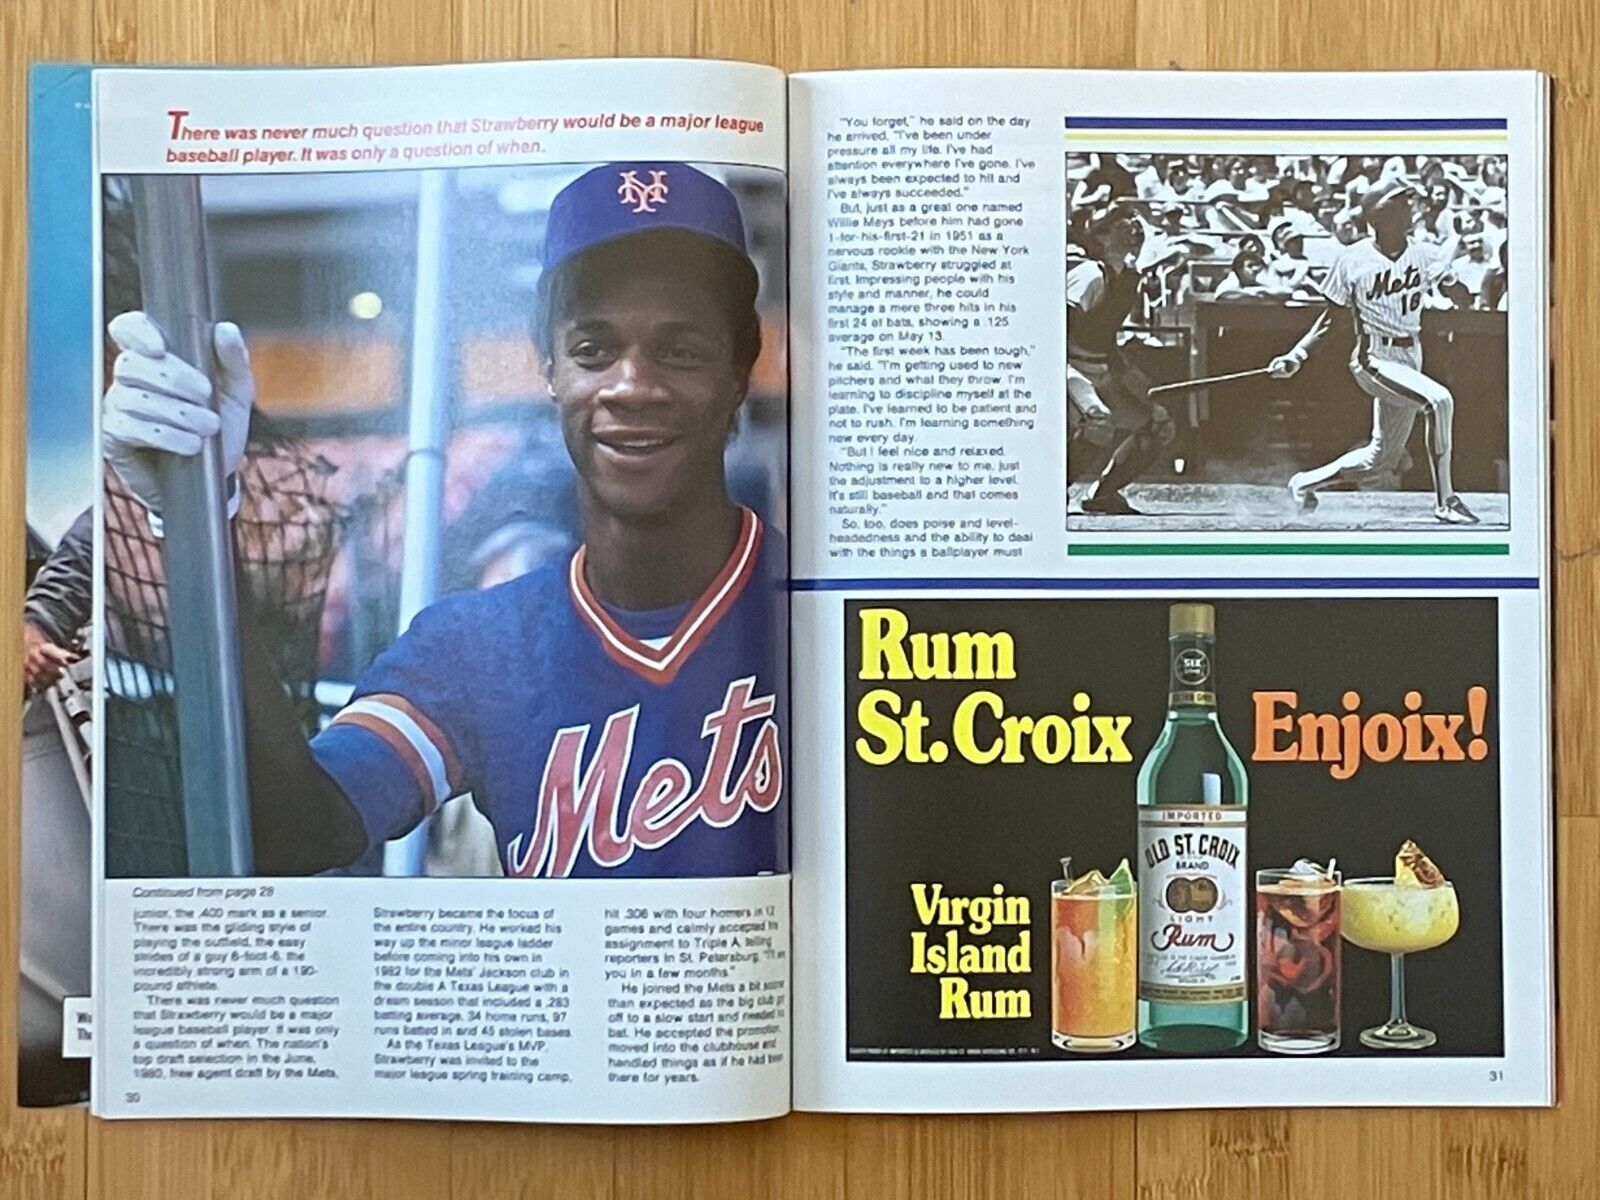 There was never much question that Strawberry would be a major league
baseball player. It was only a question of when.
NY
Mets
Continued from page 28
junior, the .400 mark as a senior.
There was the gliding style of
playing the outfield, the easy
strides of a guy 6-foot-6, the
incredibly strong arm of a 190-
pound athlete.
There was never much question
that Strawberry would be a major
league baseball player. It was only
a question of when. The nation's
top draft selection in the June,
1980, free agent draft by the Mets,
Strawberry became the focus of
the entire country. He worked his
way up the minor league ladder
before coming into his own in
1982 for the Mets' Jackson club in
the double A Texas League with a
dream season that included a .283
batting average, 34 home runs, 97
runs batted in and 45 stolen bases.
As the Texas League's MVP,
Strawberry was invited to the
major league spring training camp,
hit .306 with four homers in 12
games and calmly accepted his
assignment to Triple A, telling
reporters in St. Petersburg, "I'll see
you in a few months."
He joined the Mets a bit sooner
than expected as the big club got
off to a slow start and needed his
bat. He accepted the promotion,
moved into the clubhouse and
handled things as if he had been
there for years.
30
"You forget," he said on the day
he arrived, "I've been under
pressure all my life. I've had
attention everywhere I've gone. I've
always been expected to hit and
I've always succeeded."
But, just as a great one named
Willie Mays before him had gone
1-for-his-first-21 in 1951 as a
nervous rookie with the New York
Giants, Strawberry struggled at
first. Impressing people with his
style and manner, he could
manage a mere three hits in his
first 24 at bats, showing a .125
average on May 13.
"The first week has been tough,"
he said. "I'm getting used to new
pitchers and what they throw. I'm
learning to discipline myself at the
plate. I've learned to be patient and
not to rush. I'm learning something
new every day.
"But I feel nice and relaxed.
Nothing is really new to me, just
the adjustment to a higher level.
It's still baseball and that comes
naturally."
So, too, does poise and level-
headedness and the ability to deal
with the things a ballplayer must
Mets
18
Rum
St. Croix
Enjoix!
Virgin
Island
Rum
IMPORTED
OLD ST. CROIX
BRAND
LIGHT
Rum
31